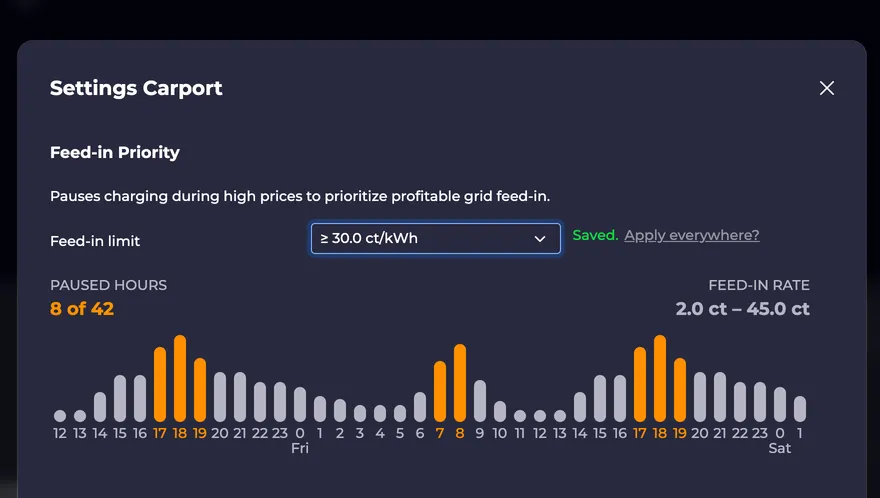 Settings Carport
Feed-in Priority
Pauses charging during high prices to prioritize profitable grid feed-in.
Feed-in limit ≥ 30.0 ct/kWh Saved. Apply everywhere?
PAUSED HOURS FEED-IN RATE
8 of 42 2.0 ct – 45.0 ct
12 13 14 15 16 17 18 19 20 21 22 23 0 1 2 3 4 5 6 7 8 9 10 11 12 13 14 15 16 17 18 19 20 21 22 23 0 1
Fri Sat